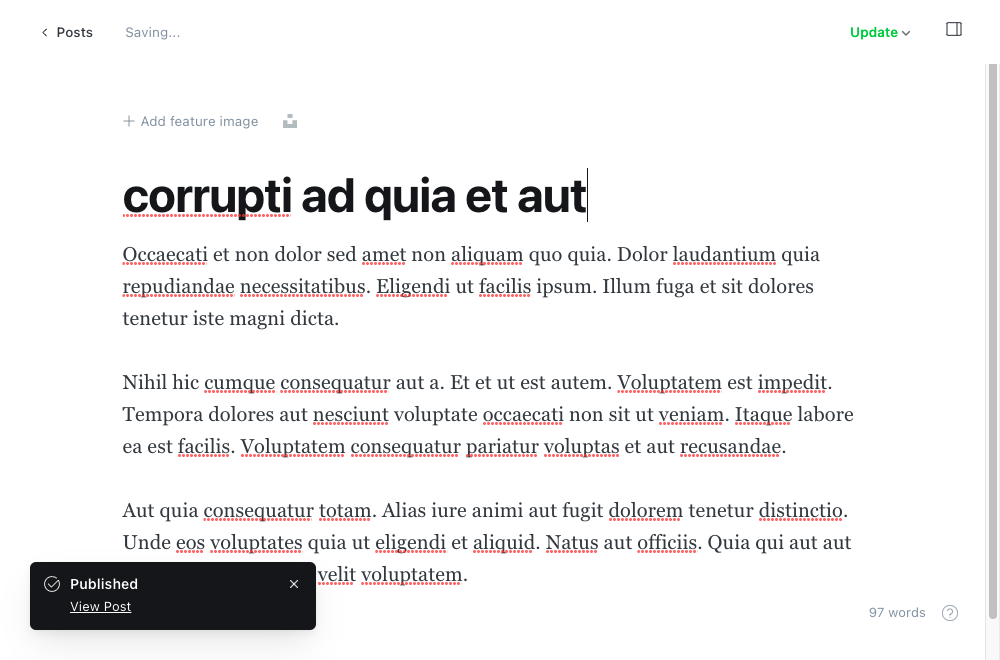 Posts
Saving...
Update
Add feature image
corrupti ad quia et aut
Occaecati et non dolor sed amet non aliquam quo quia. Dolor laudantium quia
repudiandae necessitatibus. Eligendi ut facilis ipsum. Illum fuga et sit dolores
tenetur iste magni dicta.
Nihil hic cumque consequatur aut a. Et et ut est autem. Voluptatem est impedit.
Tempora dolores aut nesciunt voluptate occaecati non sit ut veniam. Itaque labore
ea est facilis. Voluptatem consequatur pariatur voluptas et aut recusandae.
Aut quia consequatur totam. Alias iure animi aut fugit dolorem tenetur distinctio.
Unde eos voluptates quia ut eligendi et aliquid. Natus aut officiis. Quia qui aut aut
velit voluptatem.
Published
View Post
97 words